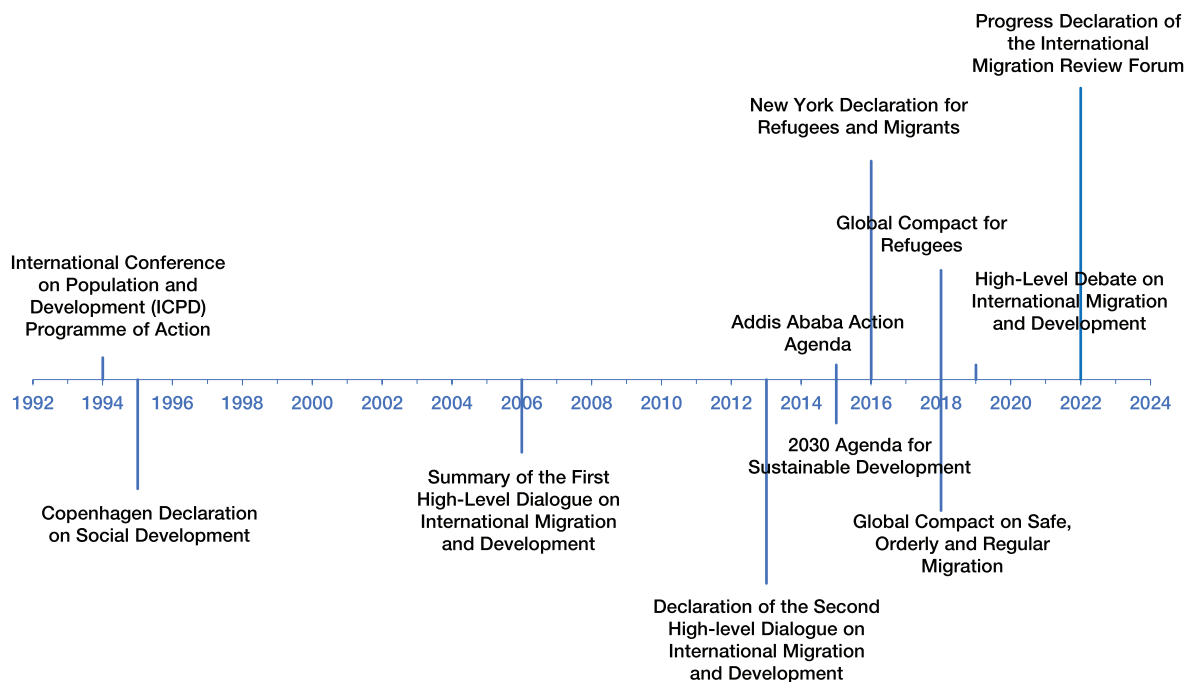 Progress Declaration of
the International
Migration Review Forum
New York Declaration for
Refugees and Migrants
Global Compact for
Refugees
International Conference
on Population and
Development (ICPD)
Programme of Action
High-Level Debate on
International Migration
and Development
Addis Ababa Action
Agenda
1992 1994 1996 1998 2000 2002 2004 2006 2008 2010 2012 2014 2016 2018 2020 2022 2024
2030 Agenda for
Sustainable Development
Summary of the First
High-Level Dialogue on
International Migration
and Development
Copenhagen Declaration
on Social Development
Global Compact on Safe,
Orderly and Regular
Migration
Declaration of the Second
High-level Dialogue on
International Migration
and Development